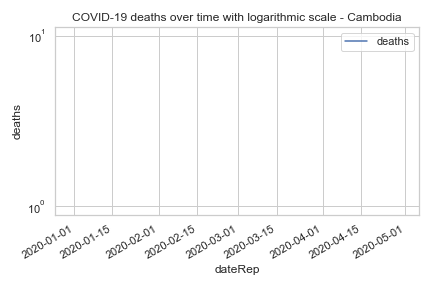 COVID-19 deaths over time with logarithmic scale - Cambodia
deaths
10¹
deaths
10⁰
2020-01-01
2020-01-15
2020-02-01
2020-02-15
2020-03-01
2020-03-15
2020-04-01
2020-04-15
2020-05-01
dateRep